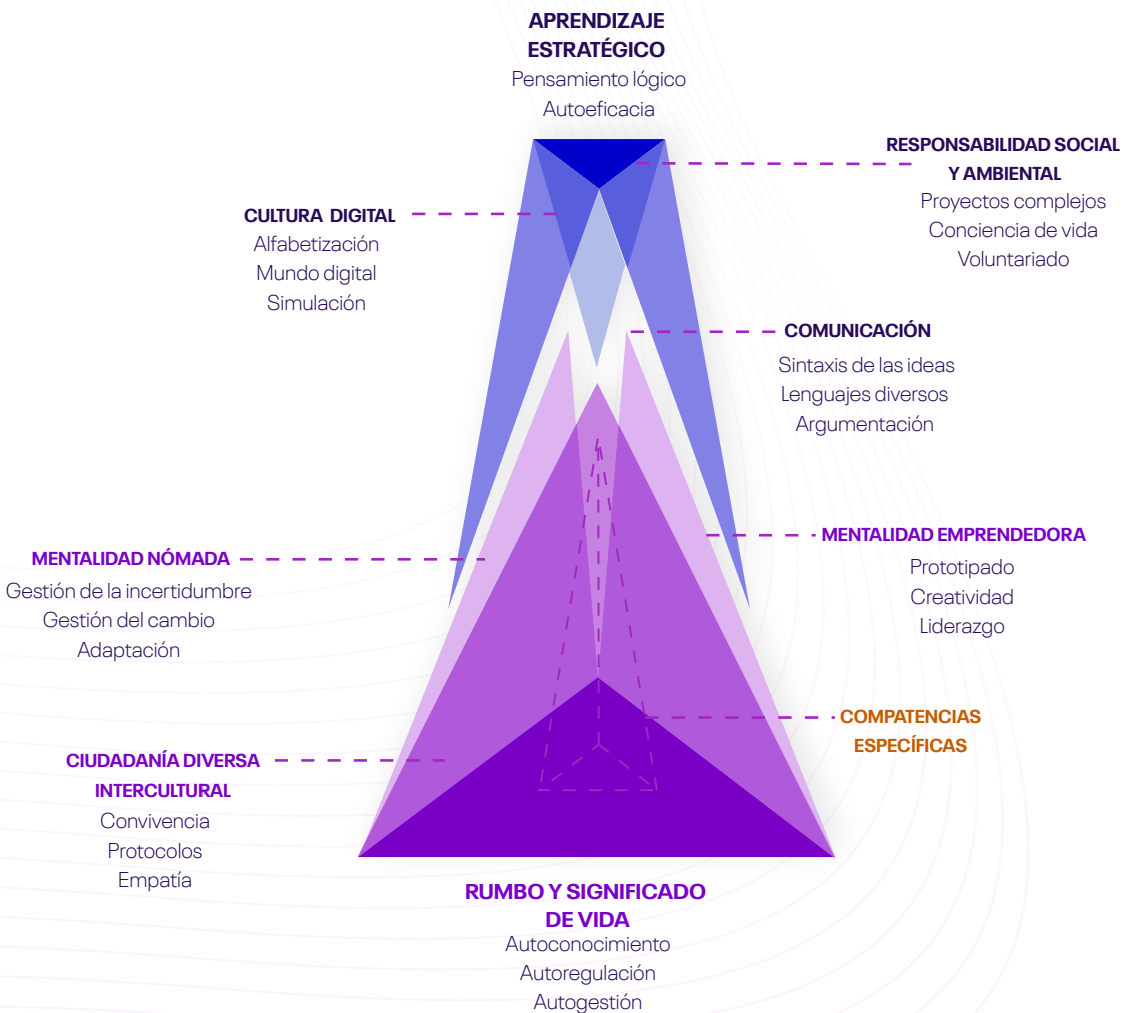 APRENDIZAJE
ESTRATÉGICO
Pensamiento lógico
Autoeficacia
RESPONSABILIDAD SOCIAL
Y AMBIENTAL
Proyectos complejos
Conciencia de vida
Voluntariado
CULTURA DIGITAL
Alfabetización
Mundo digital
Simulación
COMUNICACIÓN
Sintaxis de las ideas
Lenguajes diversos
Argumentación
MENTALIDAD NÓMADA
Gestión de la incertidumbre
Gestión del cambio
Adaptación
MENTALIDAD EMPRENDEDORA
Prototipado
Creatividad
Liderazgo
COMPATENCIAS
ESPECÍFICAS
CIUDADANÍA DIVERSA
INTERCULTURAL
Convivencia
Protocolos
Empatía
RUMBO Y SIGNIFICADO
DE VIDA
Autoconocimiento
Autoregulación
Autogestión